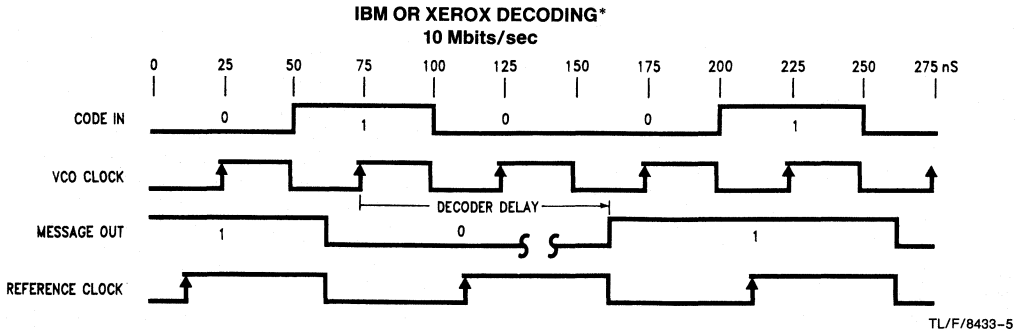 IBM OR XEROX DECODING*
10 Mbits/sec
0 25 50 75 100 125 150 175 200 225 250 275 nS
CODE IN 0 1 0 0 1
VCO CLOCK
DECODER DELAY
MESSAGE OUT 1 0 1
REFERENCE CLOCK
TL/F/8433-5